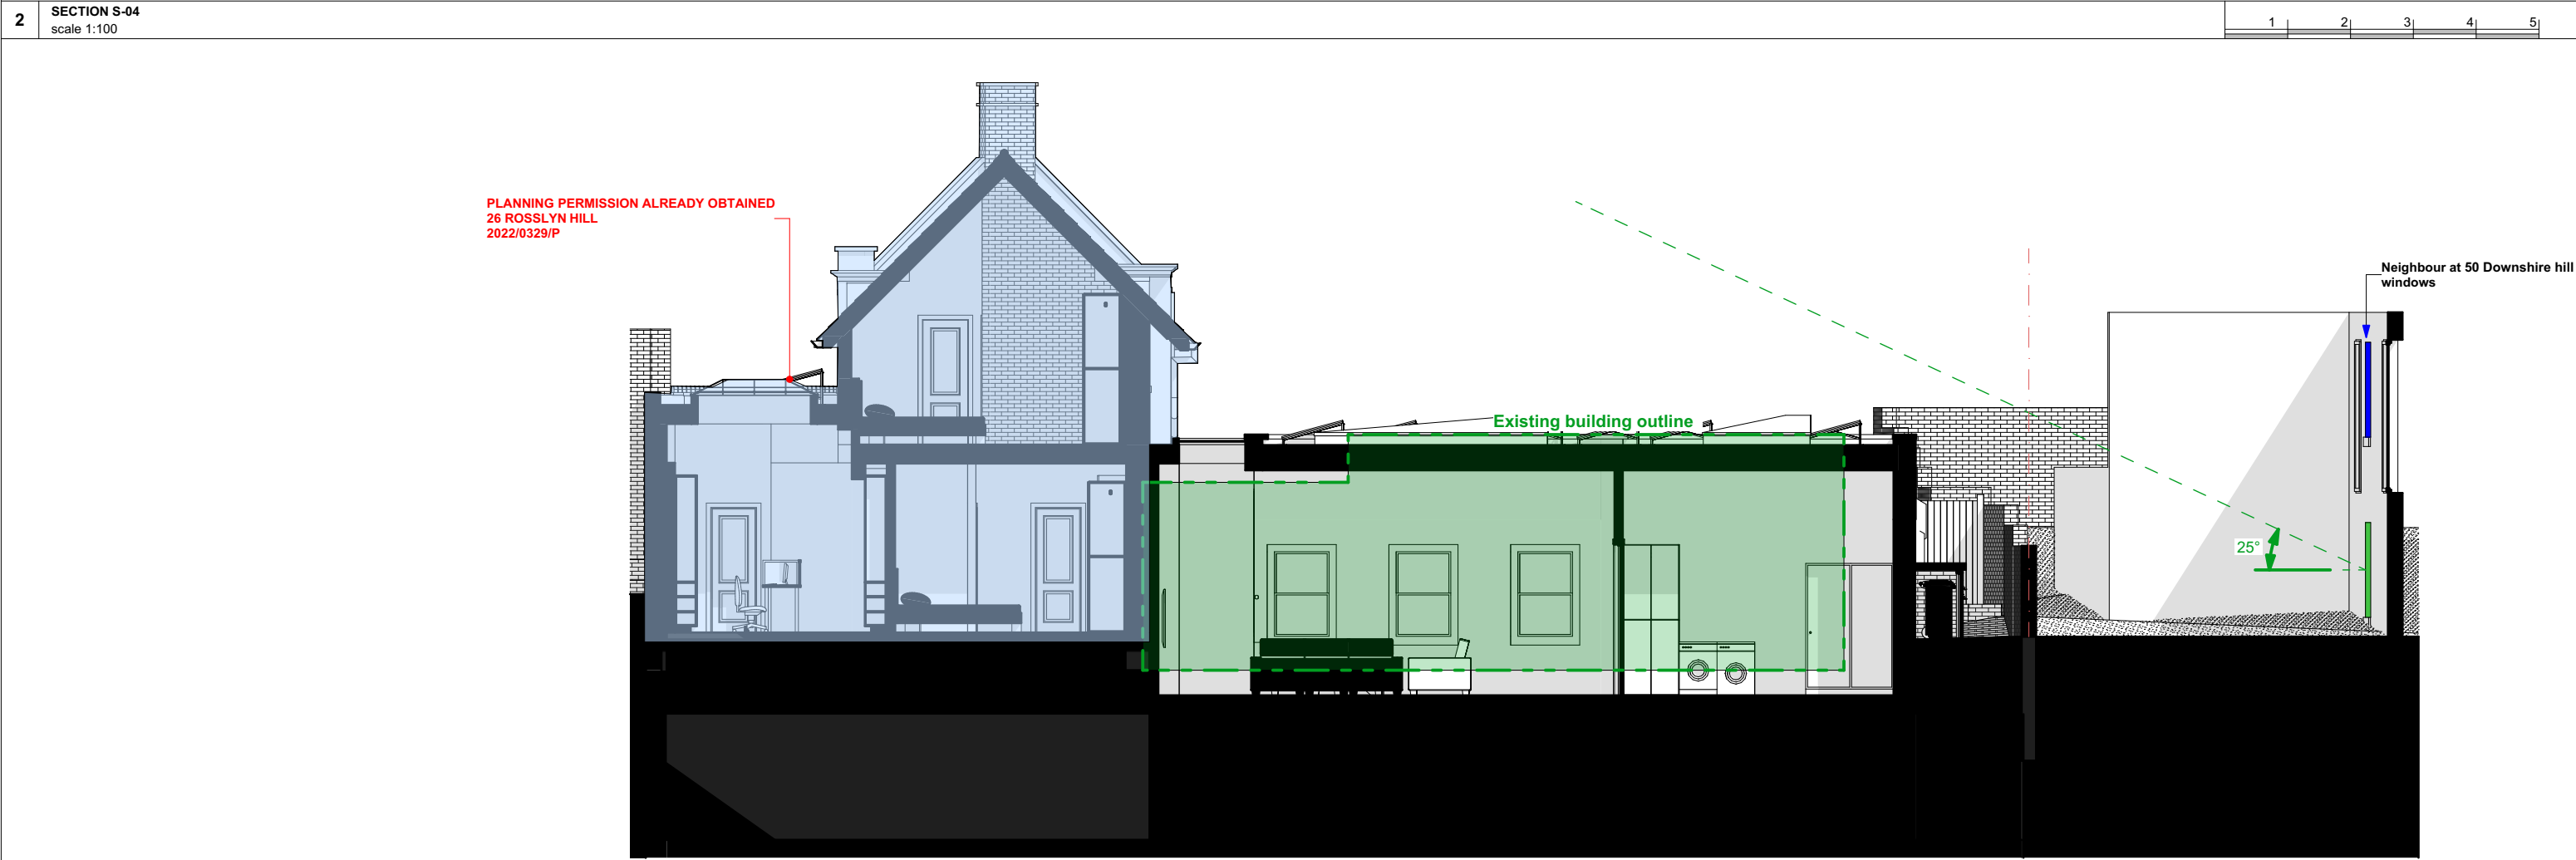 2
SECTION S-04
scale 1:100
1 2 3 4 5
PLANNING PERMISSION ALREADY OBTAINED
26 ROSSLYN HILL
2022/0329/P
Neighbour at 50 Downshire hill
windows
Existing building outline
25°